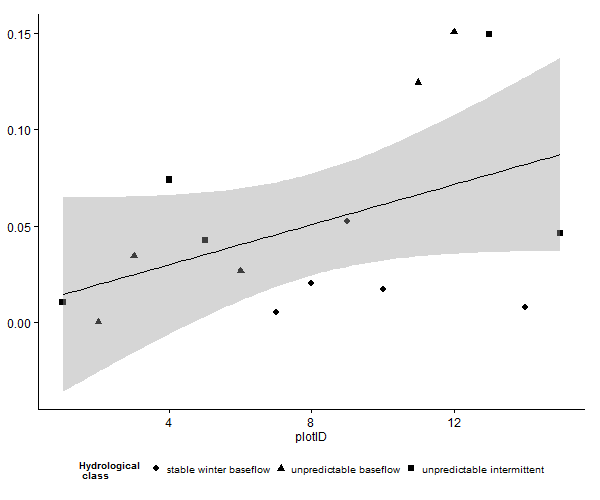 0.15
0.10
0.05
0.00
4 8 12
plotID
Hydrological
class
stable winter baseflow unpredictable baseflow unpredictable intermittent